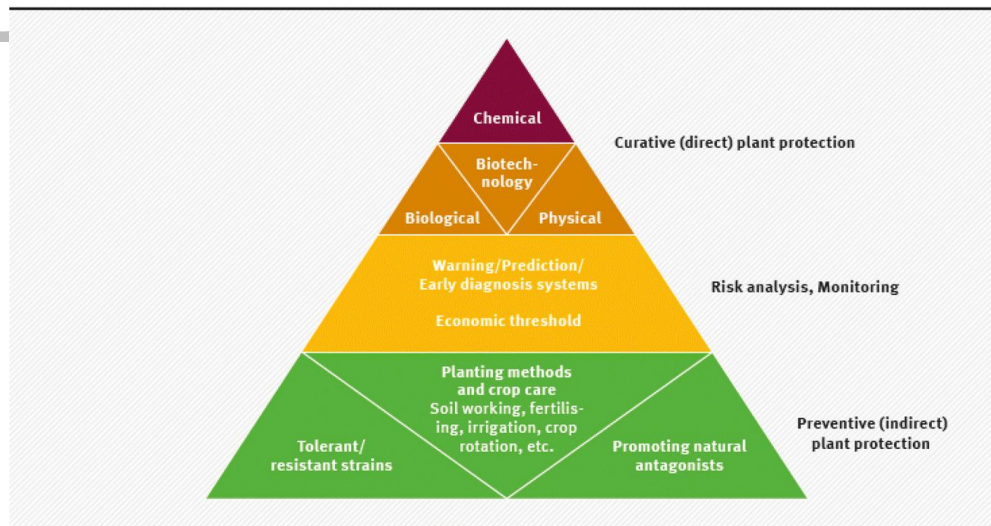 Chemical
Curative (direct) plant protection
Biotech-
nology
Biological
Physical
Warning/Prediction/
Early diagnosis systems
Economic threshold
Risk analysis, Monitoring
Planting methods
and crop care
Soil working, fertilis-
ing, irrigation, crop
rotation, etc.
Tolerant/
resistant strains
Promoting natural
antagonists
Preventive (indirect)
plant protection